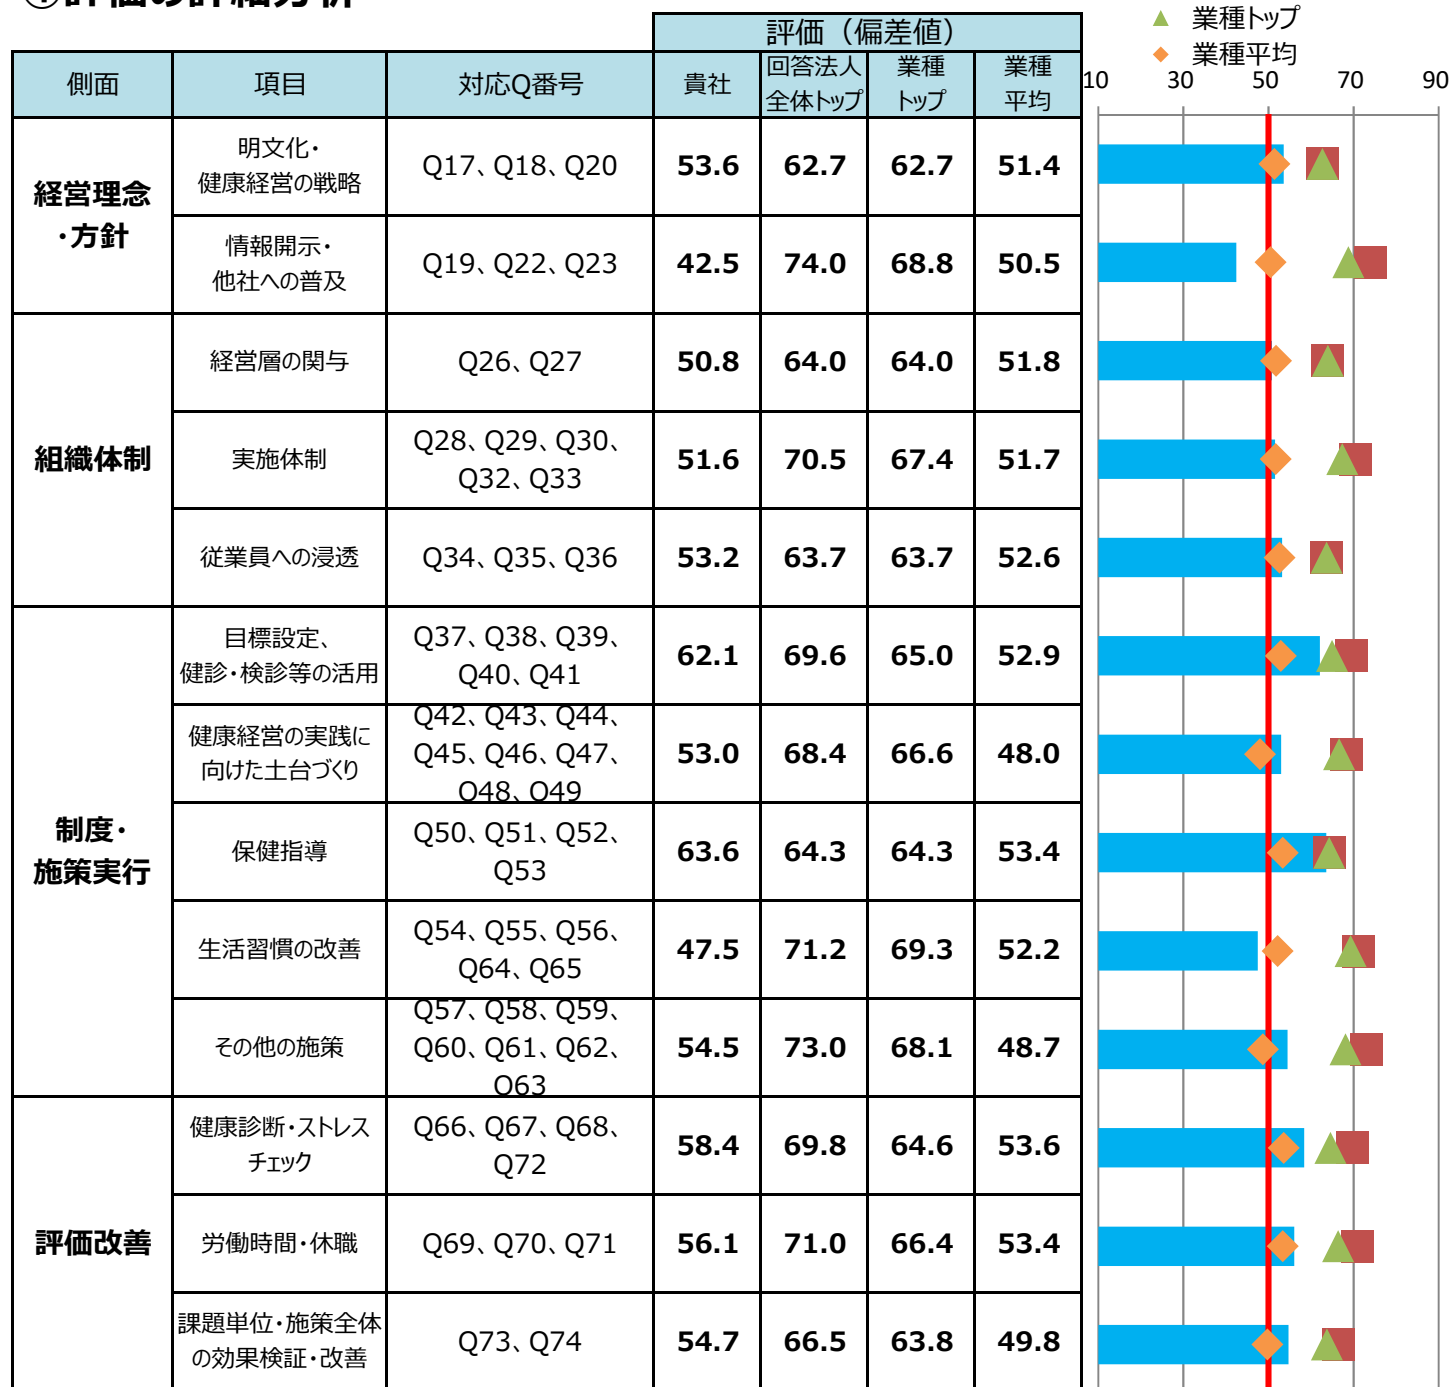 ①評価の詳細分析
業種トップ
業種平均
評価（偏差値）
側面 項目 対応Q番号 貴社 回答法人 業種 業種
全体トップ トップ 平均
10 30 50 70 90
経営理念
・方針
明文化・
健康経営の戦略
Q17、Q18、Q20 53.6 62.7 62.7 51.4
情報開示・
他社への普及
Q19、Q22、Q23 42.5 74.0 68.8 50.5
組織体制
経営層の関与 Q26、Q27 50.8 64.0 64.0 51.8
実施体制
Q28、Q29、Q30、
Q32、Q33
51.6 70.5 67.4 51.7
従業員への浸透 Q34、Q35、Q36 53.2 63.7 63.7 52.6
制度・
施策実行
目標設定、
健診・検診等の活用
Q37、Q38、Q39、
Q40、Q41
62.1 69.6 65.0 52.9
健康経営の実践に
向けた土台づくり
Q42、Q43、Q44、
Q45、Q46、Q47、
Q48、Q49
53.0 68.4 66.6 48.0
保健指導
Q50、Q51、Q52、
Q53
63.6 64.3 64.3 53.4
生活習慣の改善
Q54、Q55、Q56、
Q64、Q65
47.5 71.2 69.3 52.2
その他の施策
Q57、Q58、Q59、
Q60、Q61、Q62、
Q63
54.5 73.0 68.1 48.7
評価改善
健康診断・ストレス
チェック
Q66、Q67、Q68、
Q72
58.4 69.8 64.6 53.6
労働時間・休職 Q69、Q70、Q71 56.1 71.0 66.4 53.4
課題単位・施策全体
の効果検証・改善
Q73、Q74 54.7 66.5 63.8 49.8